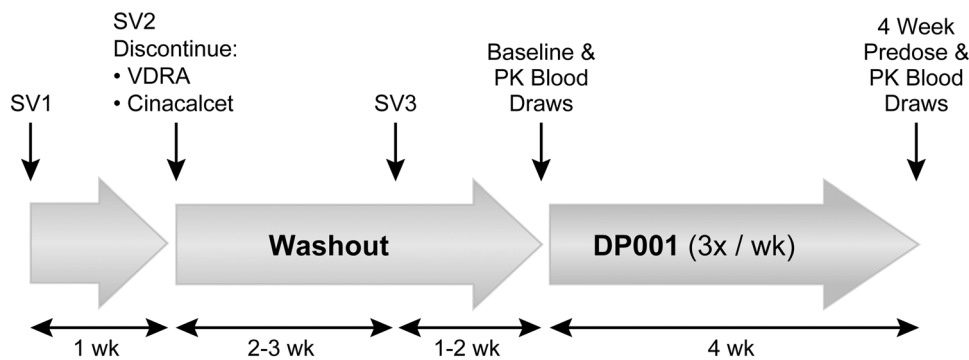 SV1
SV2
Discontinue:
• VDRA
• Cinacalcet
SV3
Baseline &
PK Blood
Draws
4 Week
Predose &
PK Blood
Draws
Washout
DP001 (3x / wk)
1 wk
2-3 wk
1-2 wk
4 wk